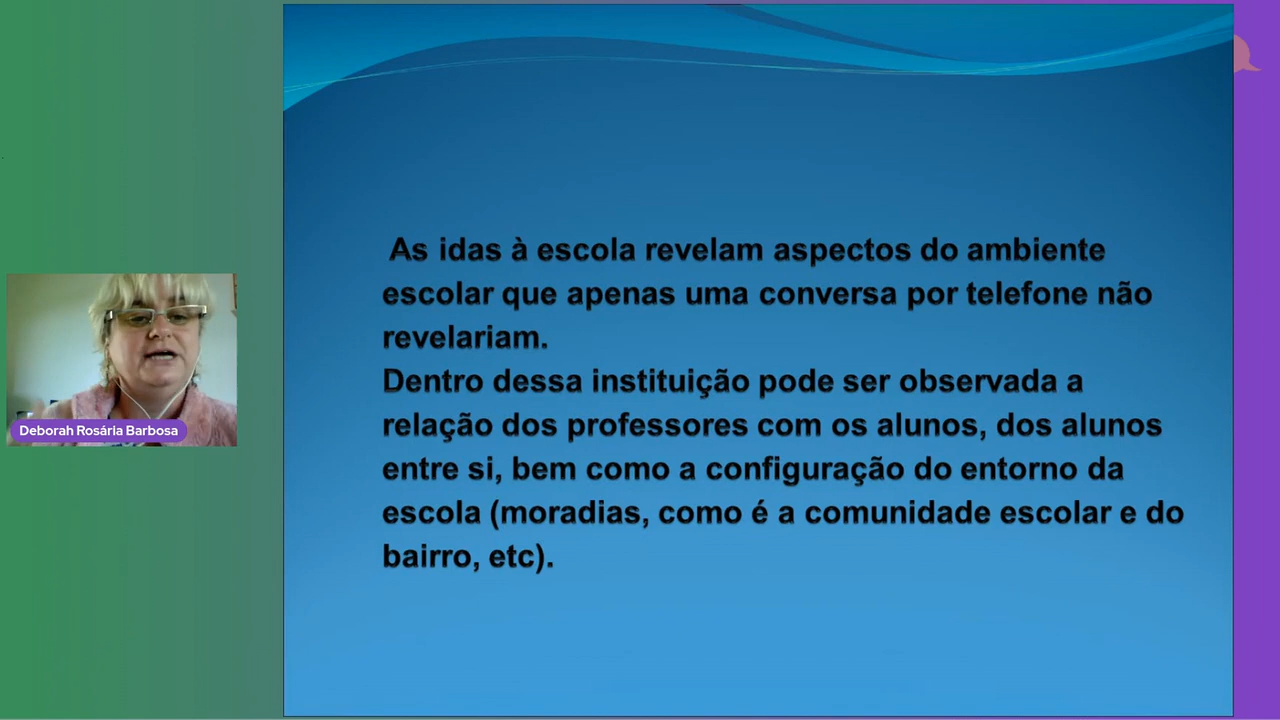 As idas à escola revelam aspectos do ambiente
escolar que apenas uma conversa por telefone não
revelariam.
Dentro dessa instituição pode ser observada a
relação dos professores com os alunos, dos alunos
entre si, bem como a configuração do entorno da
escola (moradias, como é a comunidade escolar e do
bairro, etc).
Deborah Rosária Barbosa